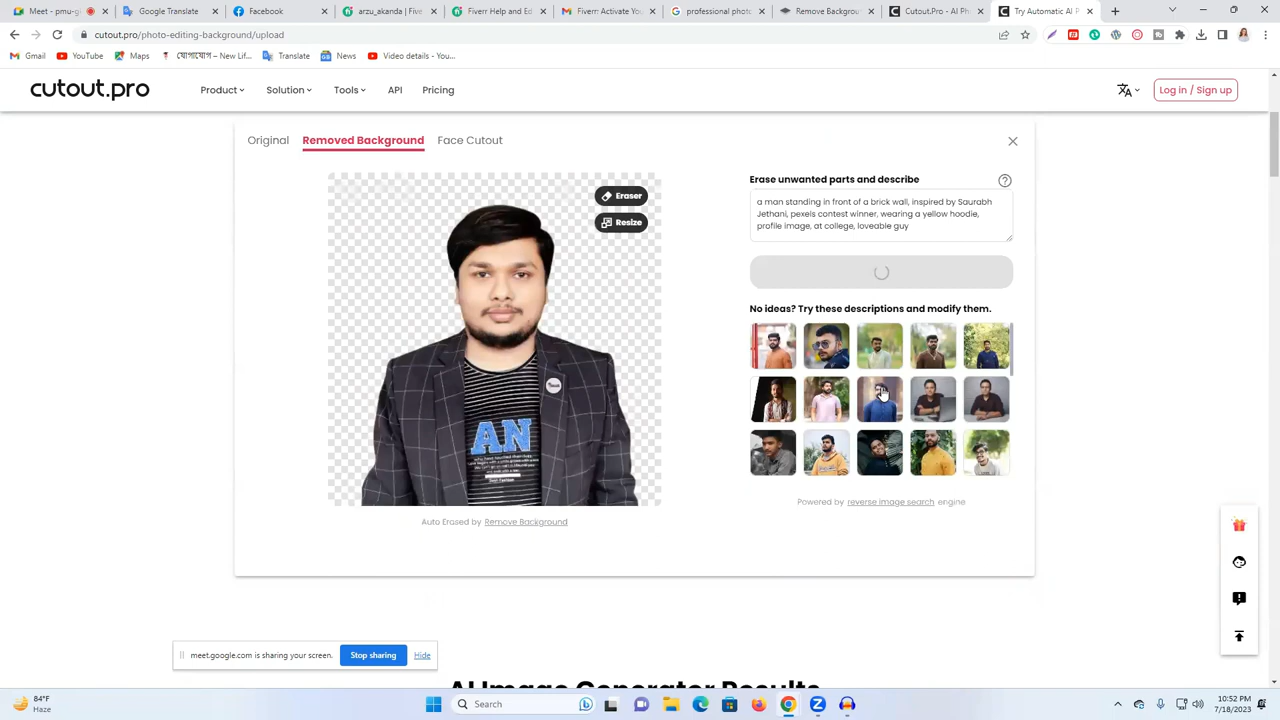 Meet - pmu-g
Google Translate
Facebook
arzu_akanda | Five
Help and Ed
Fiverr Activate Yo
google professional
Remove Backgroun
CutOut.Pro - Pho
Try Automatic AI P
cutout.pro/photo-editing-background/upload
Gmail
YouTube
Maps
যোগাযোগ – New Lif...
Translate
News
Video details - You...
cutout.pro
Product
Solution
Tools
API
Pricing
Log in / Sign up
Original
Removed Background
Face Cutout
Eraser
Resize
AN
Auto Erased by Remove Background
Erase unwanted parts and describe
a man standing in front of a brick wall, inspired by Saurabh
Jethani, pexels contest winner, wearing a yellow hoodie,
profile image, at college, loveable guy
No ideas? Try these descriptions and modify them.
Powered by reverse image search engine
meet.google.com is sharing your screen.
Stop sharing
Hide
AI Image Generator Results
84°F
Haze
Search
10:52 PM
7/18/2023